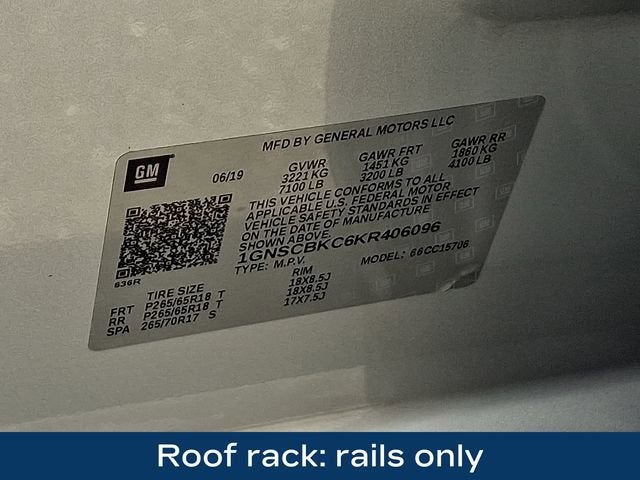 MFD BY GENERAL MOTORS LLC
GM
06/19
GVWR GAWR FRT GAWR RR
3221 KG 1451 KG 1860 KG
7100 LB 3200 LB 4100 LB
THIS VEHICLE CONFORMS TO ALL
APPLICABLE U.S. FEDERAL MOTOR
VEHICLE SAFETY STANDARDS IN EFFECT
ON THE DATE OF MANUFACTURE
SHOWN ABOVE.
1GNSCBKC6KR406096
TYPE: M.P.V. MODEL: 66CC15706
636R
TIRE SIZE RIM
FRT P265/65R18 T 18X8.5J
RR P265/65R18 T 18X8.5J
SPA 265/70R17 S 17X7.5J
Roof rack: rails only